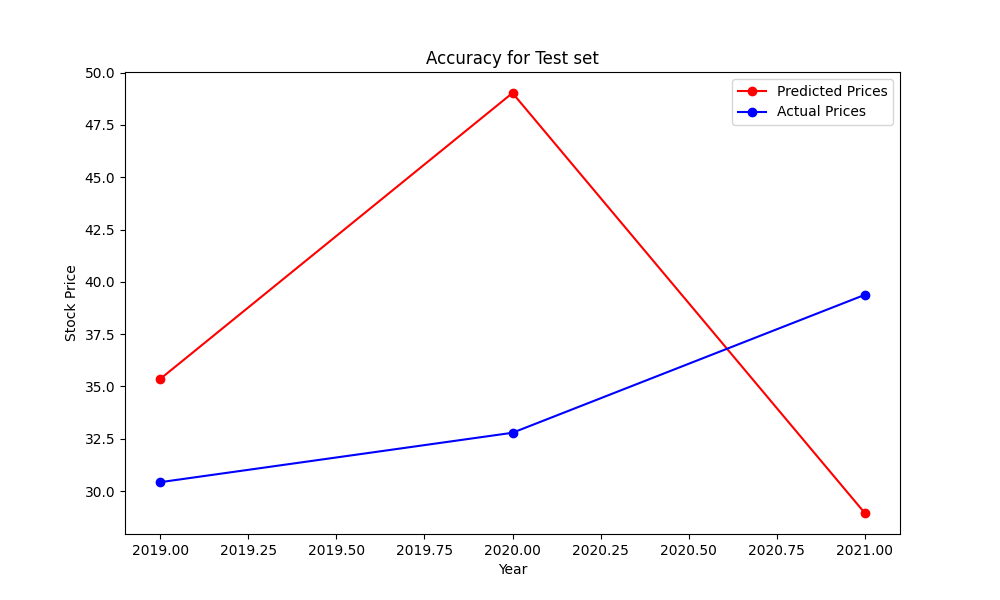 Accuracy for Test set
Predicted Prices
Actual Prices
Stock Price
50.0
47.5
45.0
42.5
40.0
37.5
35.0
32.5
30.0
2019.00 2019.25 2019.50 2019.75 2020.00 2020.25 2020.50 2020.75 2021.00
Year